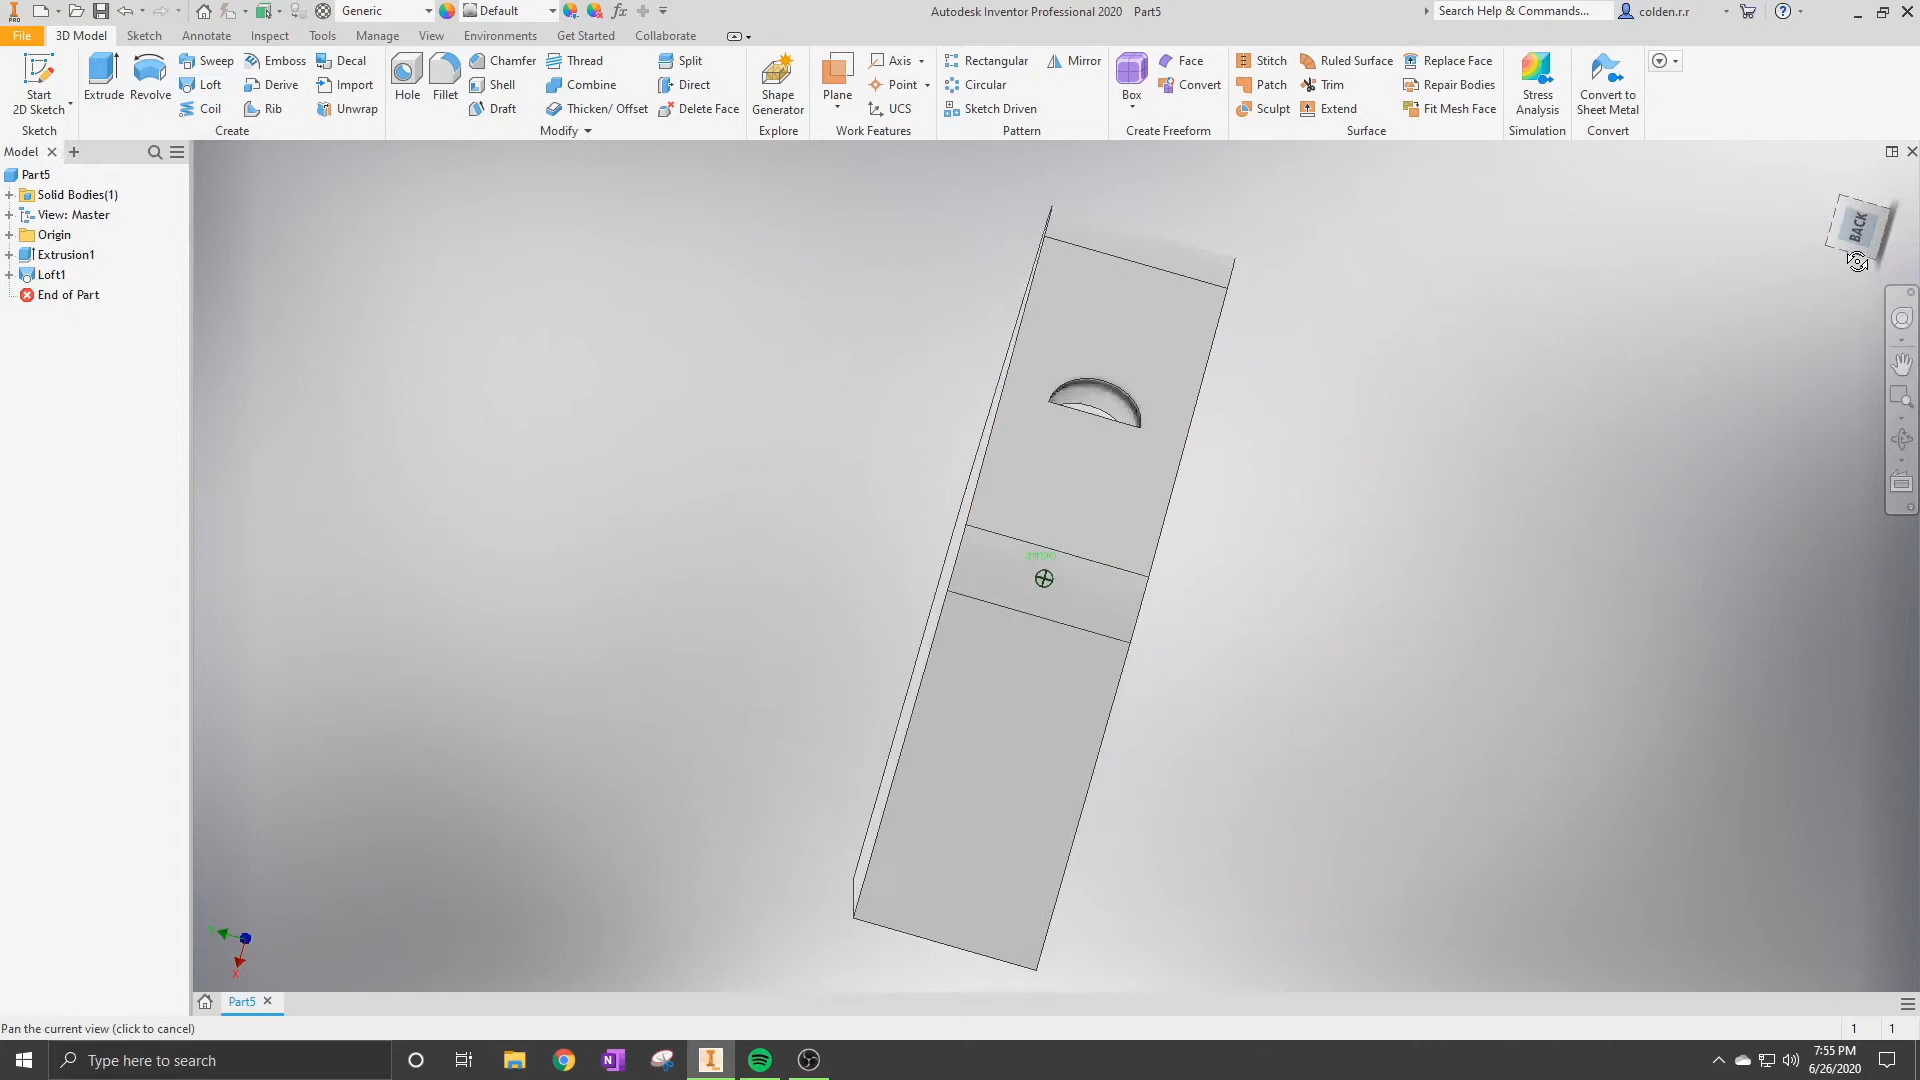 Generic
Default
fx
Autodesk Inventor Professional 2020 Part5
Search Help & Commands...
colden.r.r
File
3D Model
Sketch
Annotate
Inspect
Tools
Manage
View
Environments
Get Started
Collaborate
Start
2D Sketch
Extrude
Revolve
Sweep
Loft
Coil
Emboss
Derive
Rib
Decal
Import
Unwrap
Hole
Fillet
Chamfer
Shell
Draft
Thread
Combine
Thicken/ Offset
Split
Direct
Delete Face
Shape
Generator
Plane
Axis
Point
UCS
Rectangular
Circular
Sketch Driven
Mirror
Box
Face
Convert
Stitch
Patch
Sculpt
Ruled Surface
Trim
Extend
Replace Face
Repair Bodies
Fit Mesh Face
Stress
Analysis
Convert to
Sheet Metal
Sketch
Create
Modify
Explore
Work Features
Pattern
Create Freeform
Surface
Simulation
Convert
Model
Part5
Solid Bodies(1)
View: Master
Origin
Extrusion1
Loft1
End of Part
BACK
Y
X
Part5
Pan the current view (click to cancel)
1 1
Type here to search
7:55 PM
6/26/2020